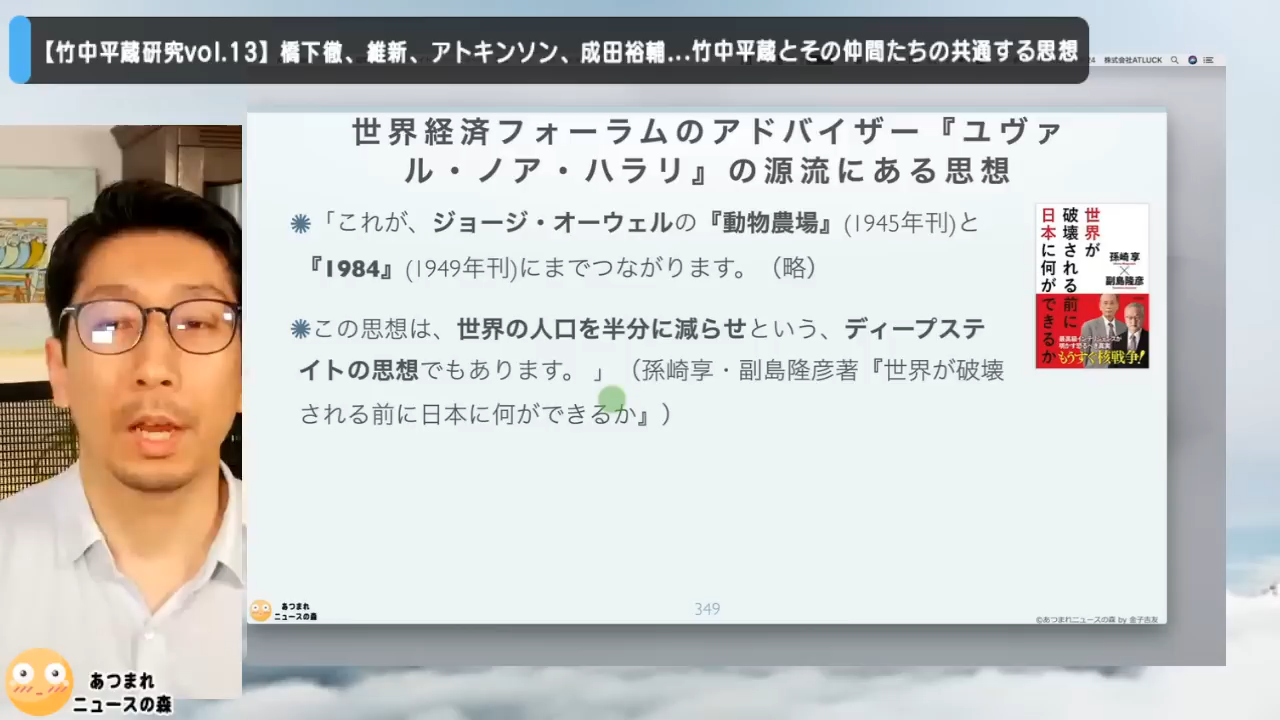 【竹中平蔵研究vol.13】橋下徹、維新、アトキンソン、成田裕輔...竹中平蔵とその仲間たちの共通する思想
株式会社ATLUCK
世界経済フォーラムのアドバイザー『ユヴァ
ル・ノア・ハラリ』の源流にある思想
「これが、ジョージ・オーウェルの『動物農場』(1945年刊)と
『1984』(1949年刊)にまでつながります。（略）
この思想は、世界の人口を半分に減らせという、ディープステ
イトの思想でもあります。」（孫崎享・副島隆彦著『世界が破壊
される前に日本に何ができるか』）
世界が
破壊される前に
日本に何ができるか
孫崎享
×
副島隆彦
もうすぐ核戦争!
あつまれ
ニュースの森
349
©あつまれニュースの森 by 金子吉友
あつまれ
ニュースの森